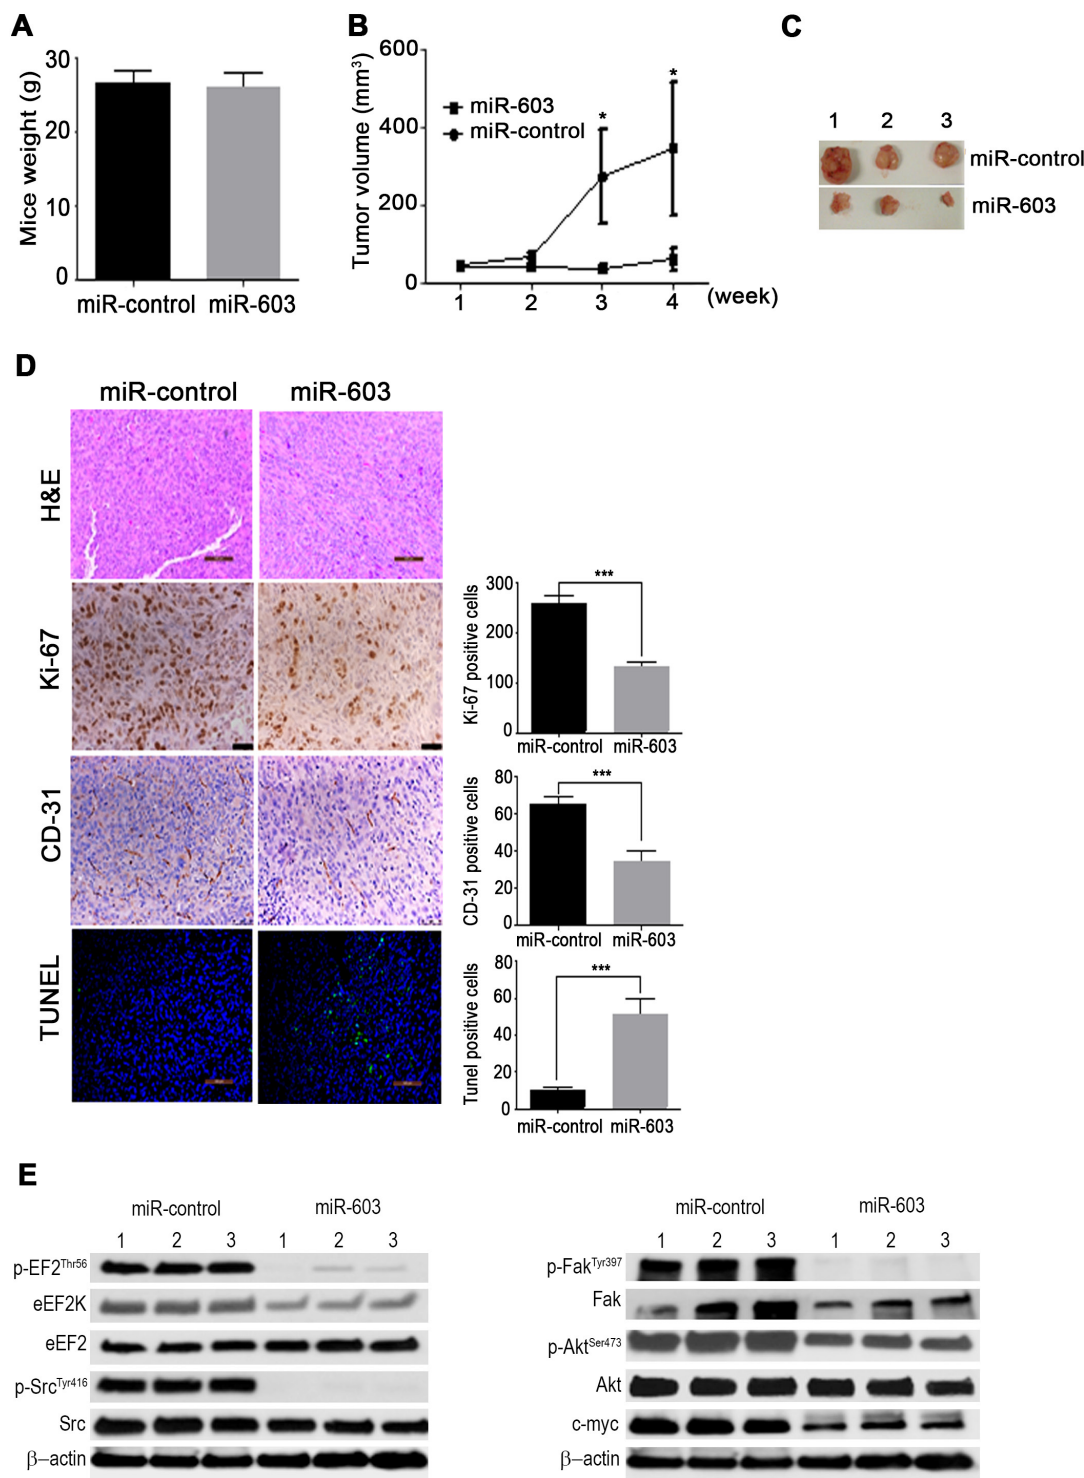 A
B
C
Mice weight (g)
30
20
10
0
miR-control miR-603
Tumor volume (mm³)
600
400
200
0
miR-603
miR-control
*
*
1 2 3 4 (week)
1 2 3
miR-control
miR-603
D
miR-control miR-603
H&E
Ki-67
CD-31
TUNEL
Ki-67 positive cells
300
200
100
0
***
miR-control miR-603
CD-31 positive cells
80
60
40
20
0
***
miR-control miR-603
Tunel positive cells
80
60
40
20
0
***
miR-control miR-603
E
miR-control miR-603
1 2 3 1 2 3
p-EF2Thr56
eEF2K
eEF2
p-SrcTyr416
Src
β–actin
miR-control miR-603
1 2 3 1 2 3
p-FakTyr397
Fak
p-AktSer473
Akt
c-myc
β–actin